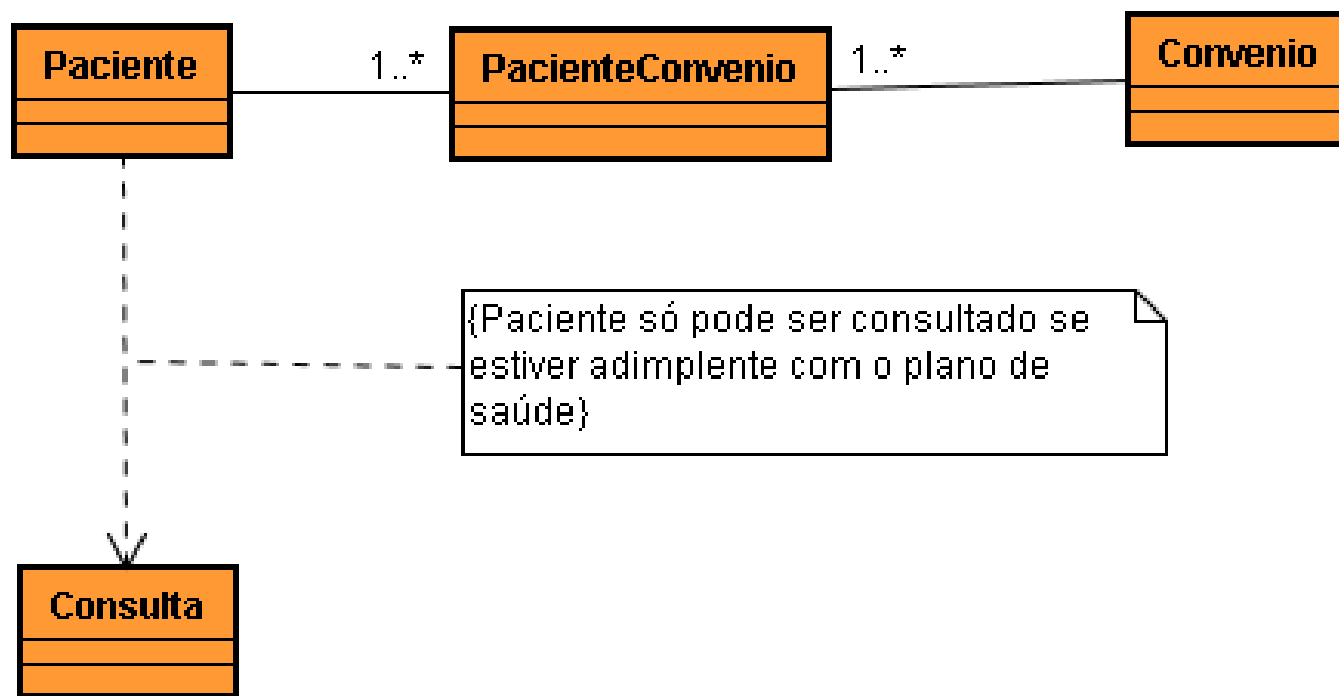 Paciente
1..*
PacienteConvenio
1..*
Convenio
{Paciente só pode ser consultado se
estiver adimplente com o plano de
saúde}
Consulta